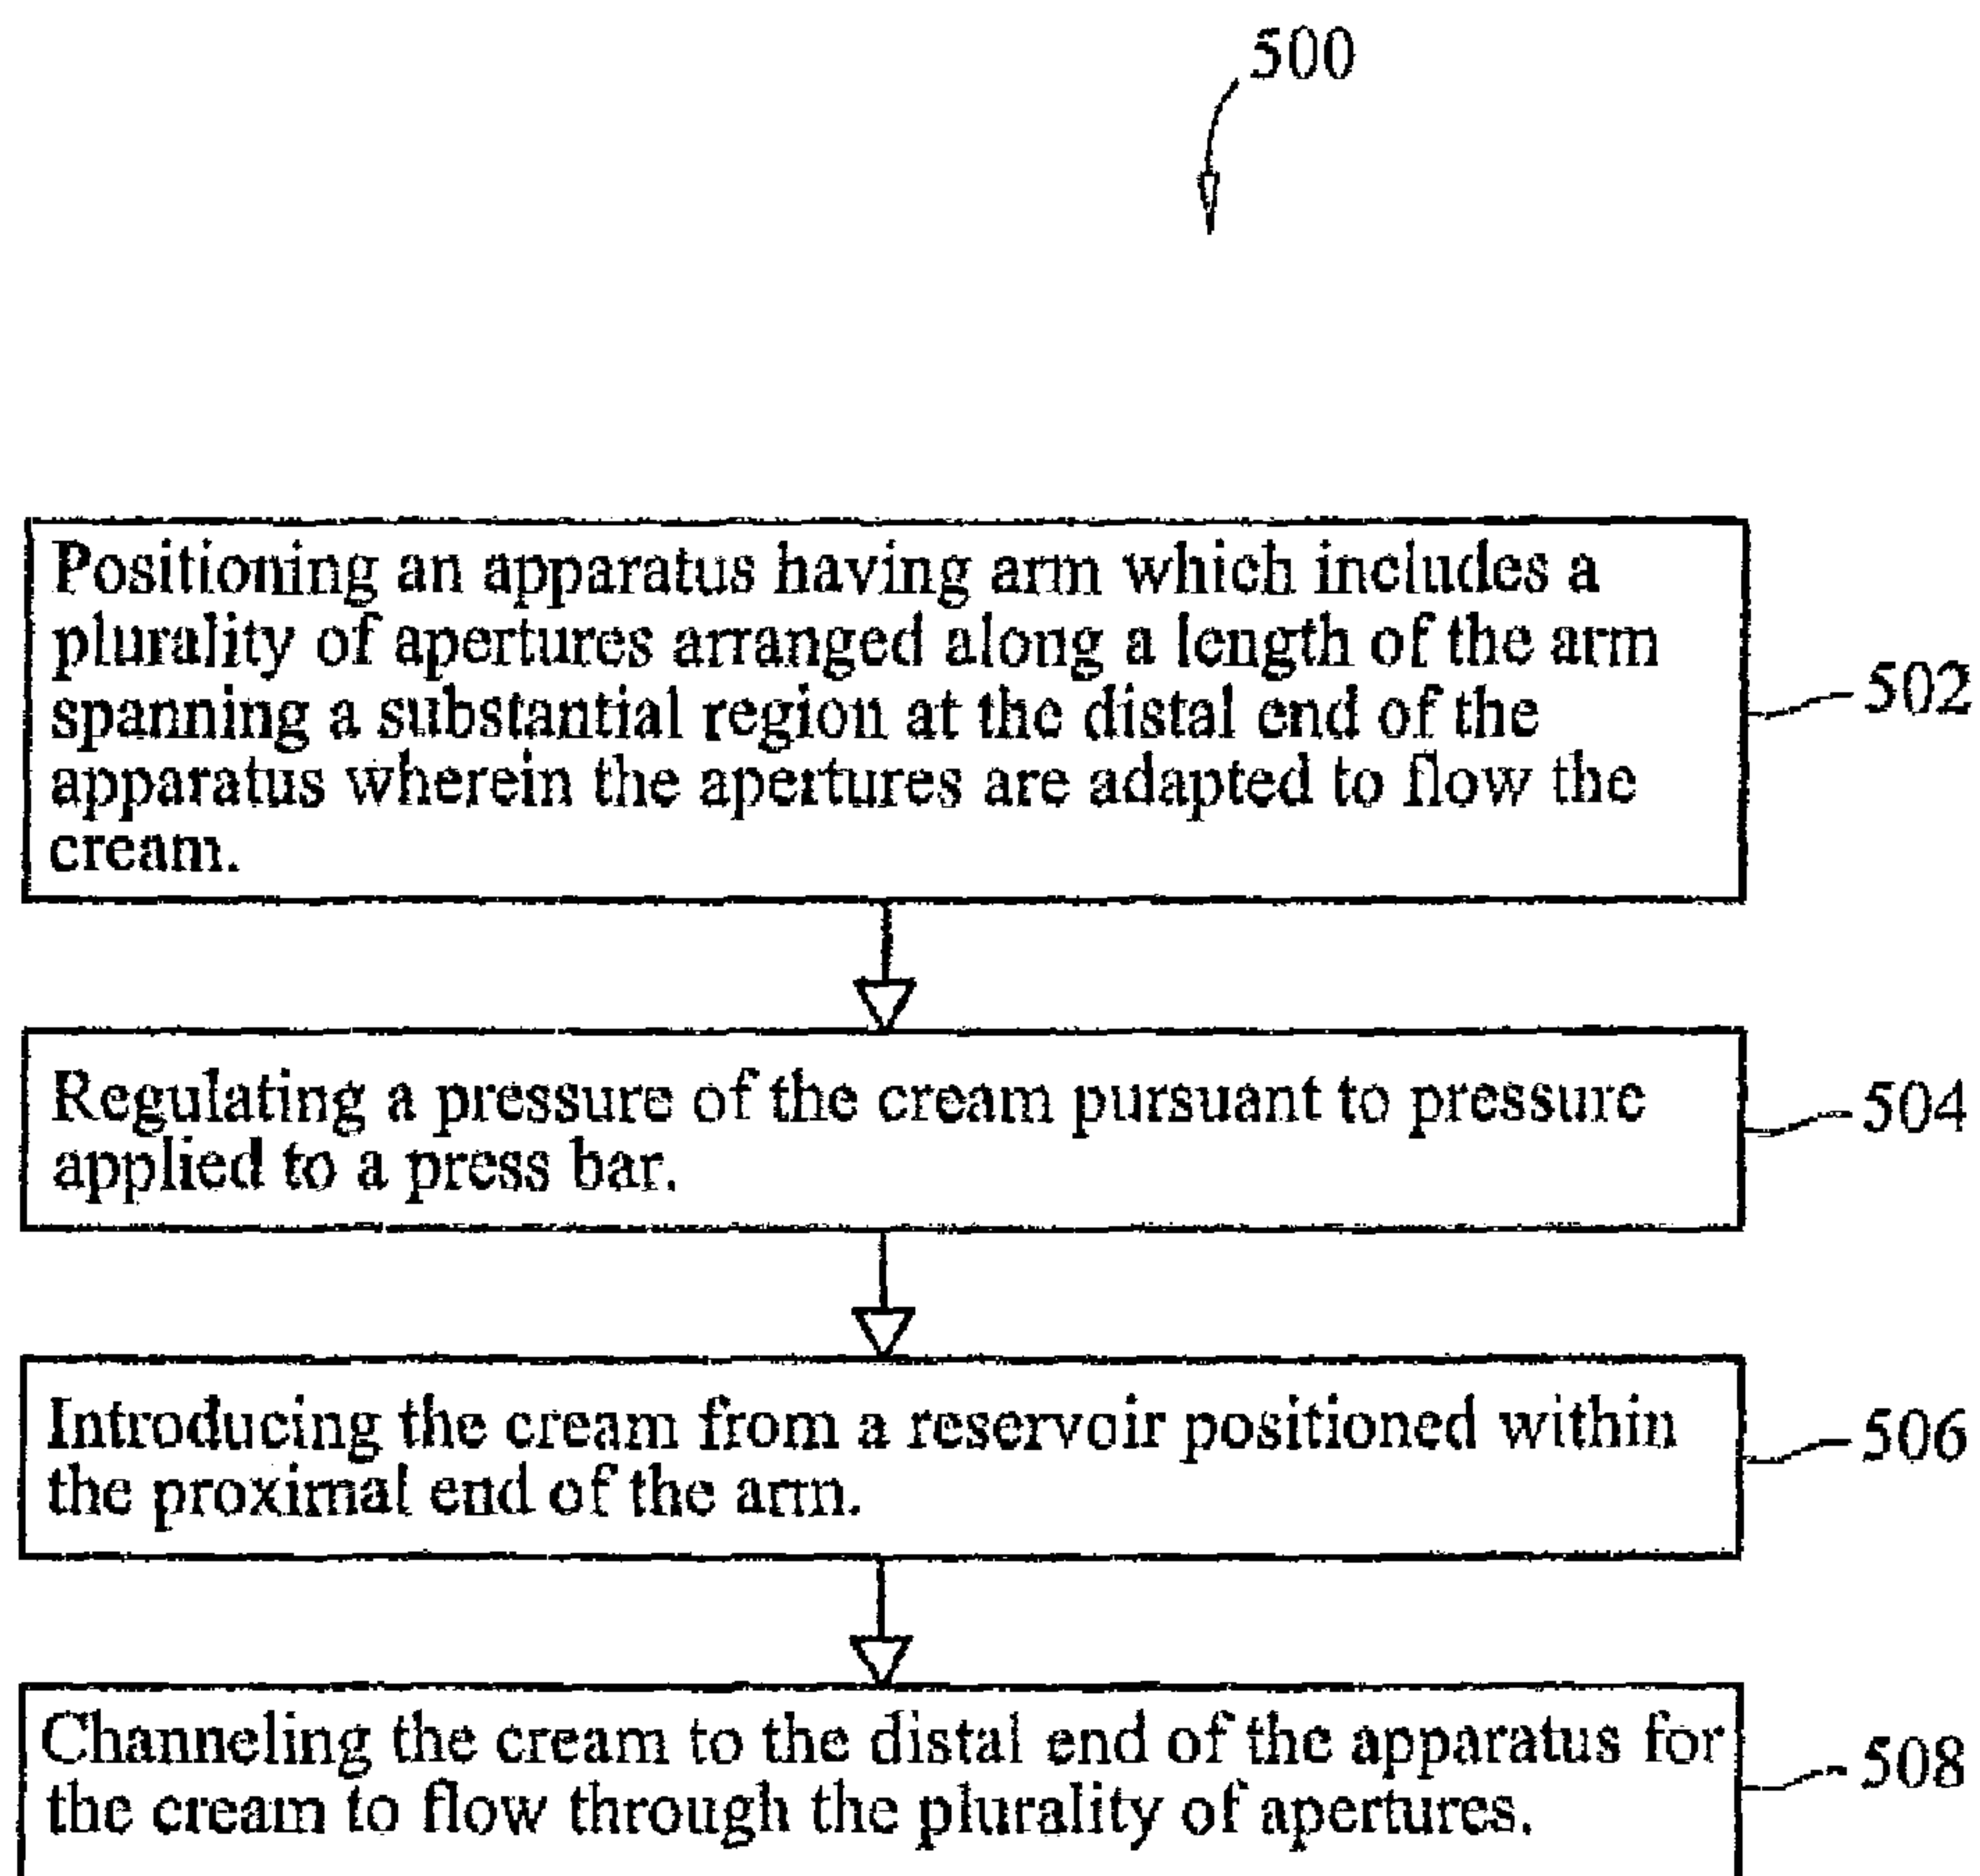 500
Positioning an apparatus having arm which includes a
plurality of apertures arranged along a length of the arm
spanning a substantial region at the distal end of the
apparatus wherein the apertures are adapted to flow the
cream.
502
Regulating a pressure of the cream pursuant to pressure
applied to a press bar.
504
Introducing the cream from a reservoir positioned within
the proximal end of the arm.
506
Channeling the cream to the distal end of the apparatus for
the cream to flow through the plurality of apertures.
508